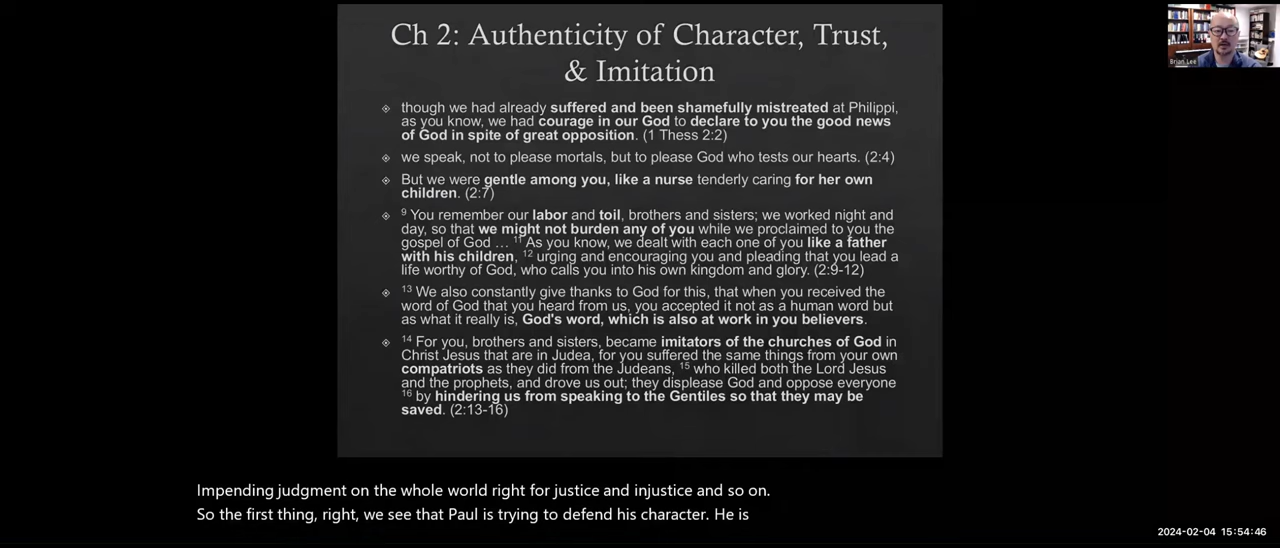 Ch 2: Authenticity of Character, Trust,
& Imitation
though we had already suffered and been shamefully mistreated at Philippi,
as you know, we had courage in our God to declare to you the good news
of God in spite of great opposition. (1 Thess 2:2)
we speak, not to please mortals, but to please God who tests our hearts. (2:4)
But we were gentle among you, like a nurse tenderly caring for her own
children. (2:7)
9 You remember our labor and toil, brothers and sisters; we worked night and
day, so that we might not burden any of you while we proclaimed to you the
gospel of God … 11 As you know, we dealt with each one of you like a father
with his children, 12 urging and encouraging you and pleading that you lead a
life worthy of God, who calls you into his own kingdom and glory. (2:9-12)
13 We also constantly give thanks to God for this, that when you received the
word of God that you heard from us, you accepted it not as a human word but
as what it really is, God's word, which is also at work in you believers.
14 For you, brothers and sisters, became imitators of the churches of God in
Christ Jesus that are in Judea, for you suffered the same things from your own
compatriots as they did from the Judeans, 15 who killed both the Lord Jesus
and the prophets, and drove us out; they displease God and oppose everyone
16 by hindering us from speaking to the Gentiles so that they may be
saved. (2:13-16)
Brian Lee
Impending judgment on the whole world right for justice and injustice and so on.
So the first thing, right, we see that Paul is trying to defend his character. He is
2024-02-04 15:54:46